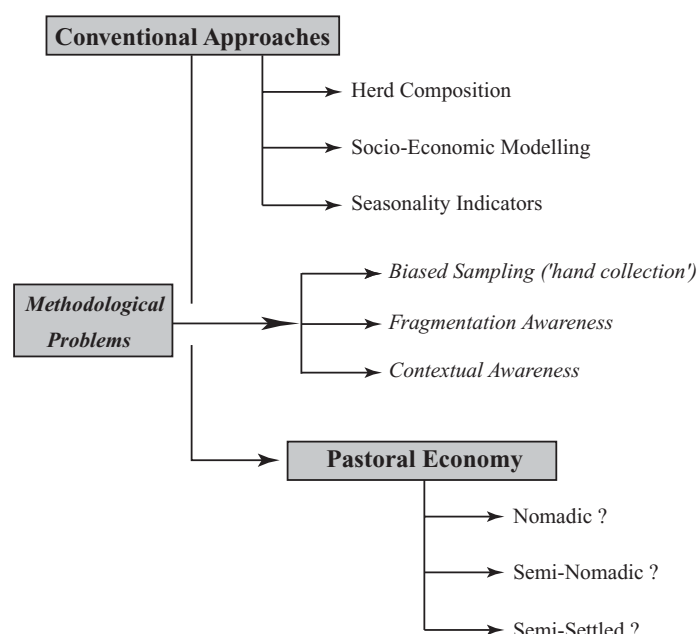 Conventional Approaches
Herd Composition
Socio-Economic Modelling
Seasonality Indicators
Biased Sampling ('hand collection')
Methodological
Problems
Fragmentation Awareness
Contextual Awareness
Pastoral Economy
Nomadic ?
Semi-Nomadic ?
Semi-Settled ?